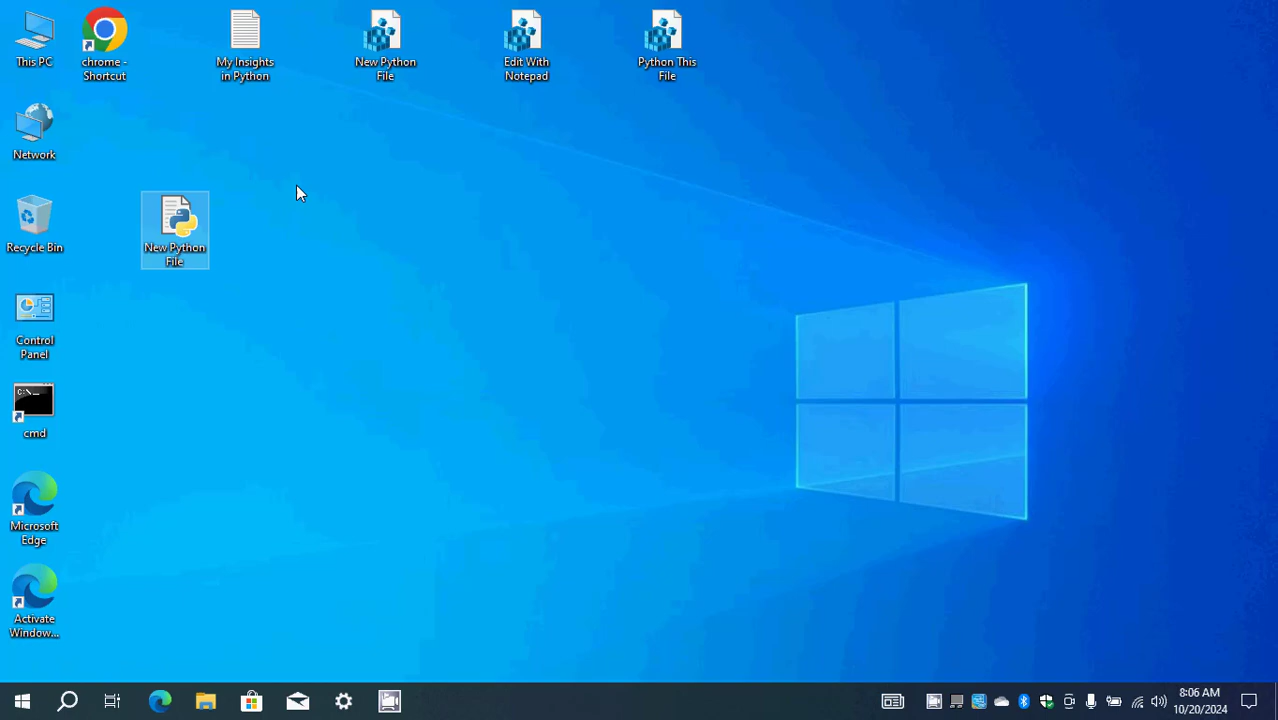 This PC
chrome -
Shortcut
My Insights
in Python
New Python
File
Edit With
Notepad
Python This
File
Network
Recycle Bin
New Python
File
Control
Panel
C:\_
cmd
Microsoft
Edge
Activate
Window...
8:06 AM
10/20/2024